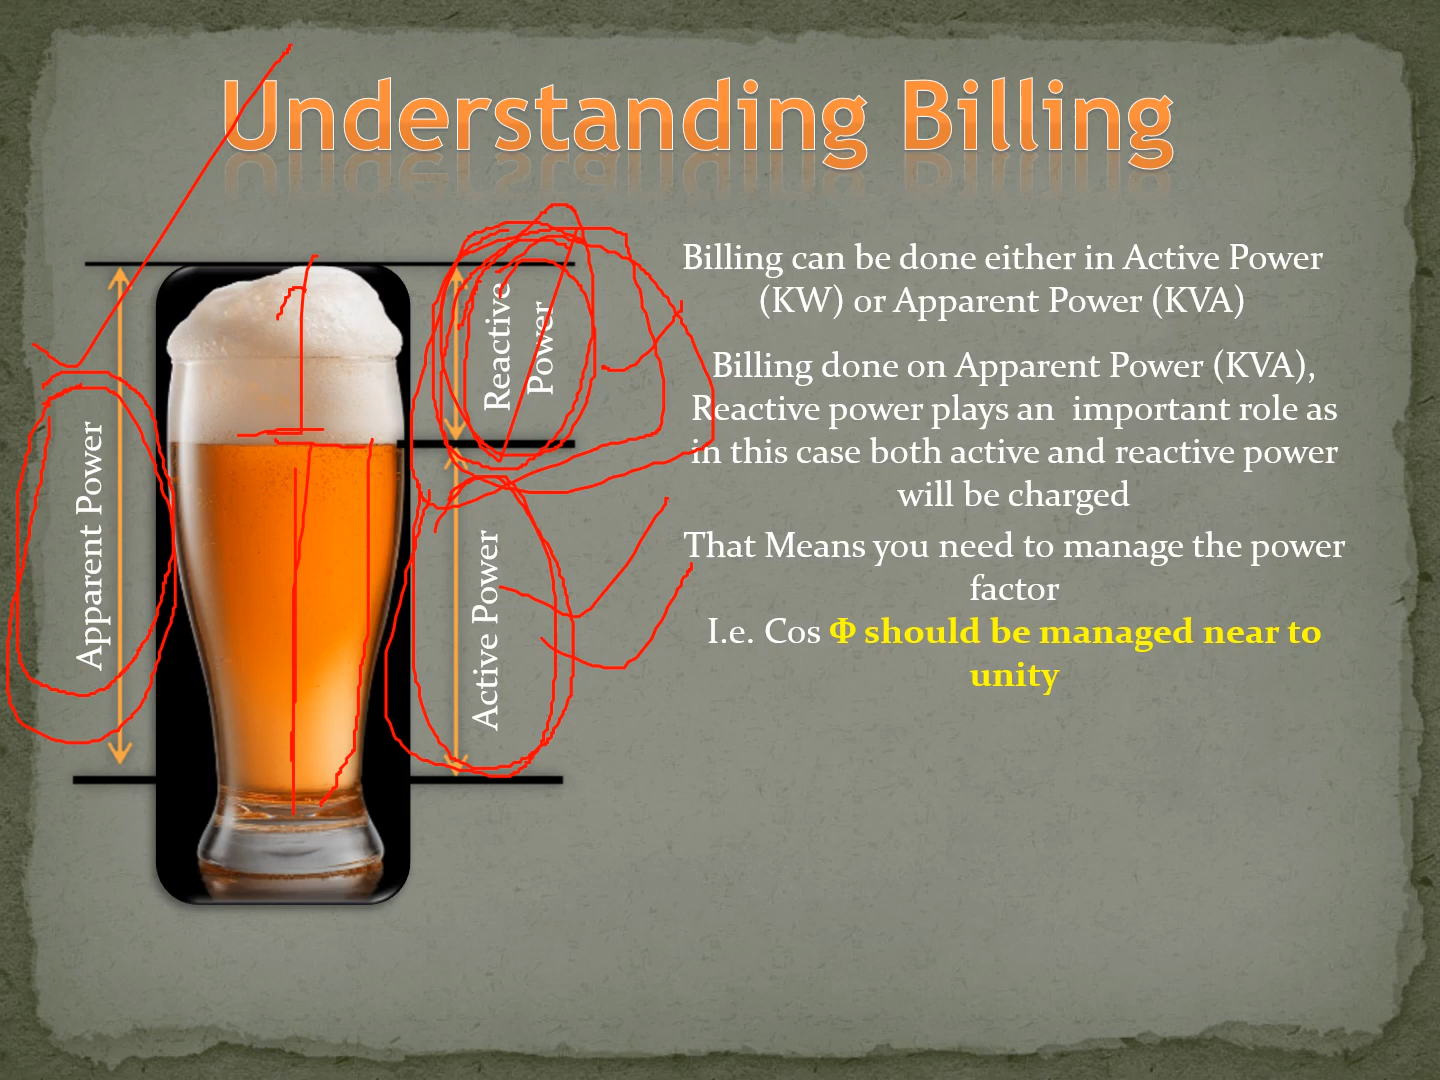 Understanding Billing
Apparent Power
Reactive
Power
Active Power
Billing can be done either in Active Power
(KW) or Apparent Power (KVA)
Billing done on Apparent Power (KVA),
Reactive power plays an  important role as
in this case both active and reactive power
will be charged
That Means you need to manage the power
factor
I.e. Cos Φ should be managed near to
unity